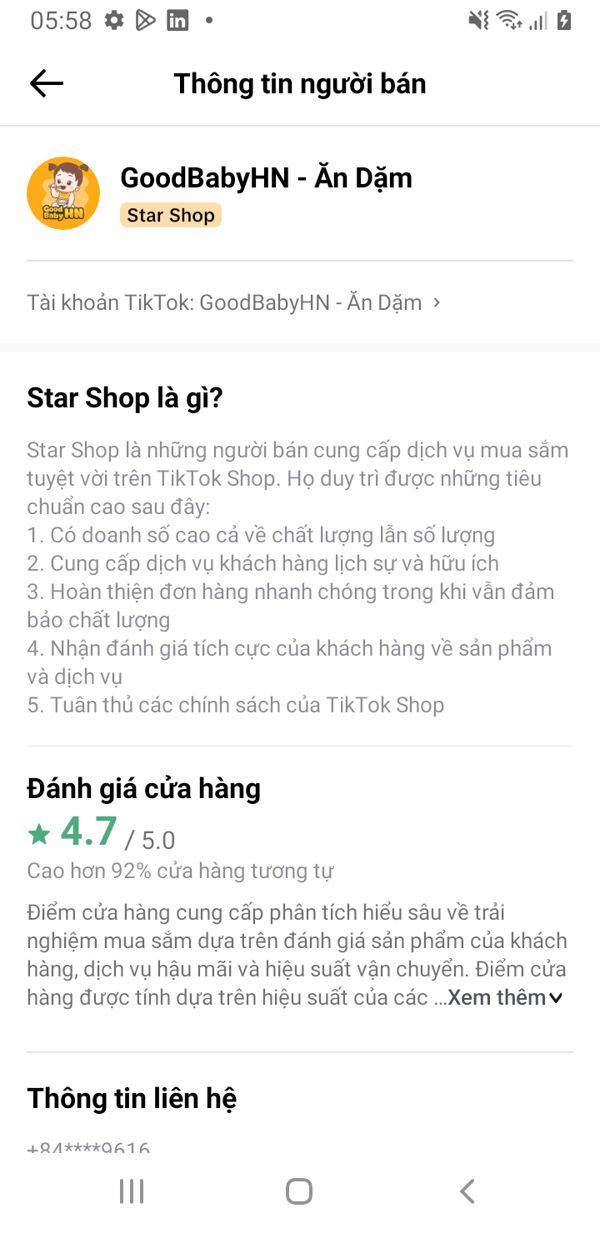 05:58
Thông tin người bán
GoodBabyHN - Ăn Dặm
Good
Baby HN
Star Shop
Tài khoản TikTok: GoodBabyHN - Ăn Dặm >
Star Shop là gì?
Star Shop là những người bán cung cấp dịch vụ mua sắm
tuyệt vời trên TikTok Shop. Họ duy trì được những tiêu
chuẩn cao sau đây:
1. Có doanh số cao cả về chất lượng lẫn số lượng
2. Cung cấp dịch vụ khách hàng lịch sự và hữu ích
3. Hoàn thiện đơn hàng nhanh chóng trong khi vẫn đảm
bảo chất lượng
4. Nhận đánh giá tích cực của khách hàng về sản phẩm
và dịch vụ
5. Tuân thủ các chính sách của TikTok Shop
Đánh giá cửa hàng
4.7 / 5.0
Cao hơn 92% cửa hàng tương tự
Điểm cửa hàng cung cấp phân tích hiểu sâu về trải
nghiệm mua sắm dựa trên đánh giá sản phẩm của khách
hàng, dịch vụ hậu mãi và hiệu suất vận chuyển. Điểm cửa
hàng được tính dựa trên hiệu suất của các ...Xem thêm
Thông tin liên hệ
+84****9616